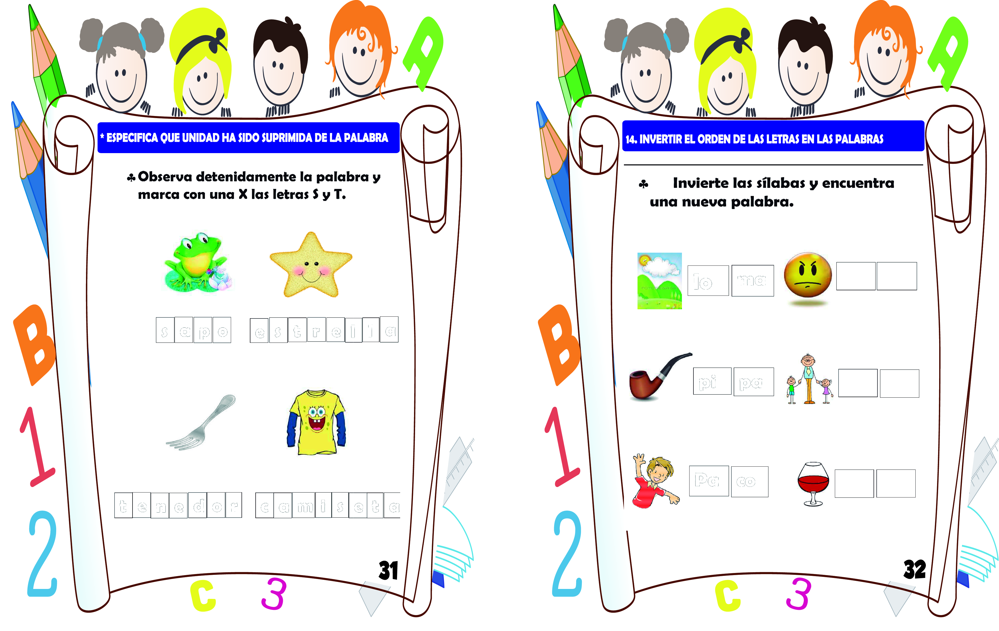 * ESPECIFICA QUE UNIDAD HA SIDO SUPRIMIDA DE LA PALABRA
♣ Observa detenidamente la palabra y
marca con una X las letras S y T.
s a p o
e s t r e l l a
t e n e d o r
c a m i s e t a
31
B
1
2
C
3
14. INVERTIR EL ORDEN DE LAS LETRAS EN LAS PALABRAS
♣ Invierte las sílabas y encuentra
una nueva palabra.
lo ma
pi pa
Pa co
32
B
1
2
C
3